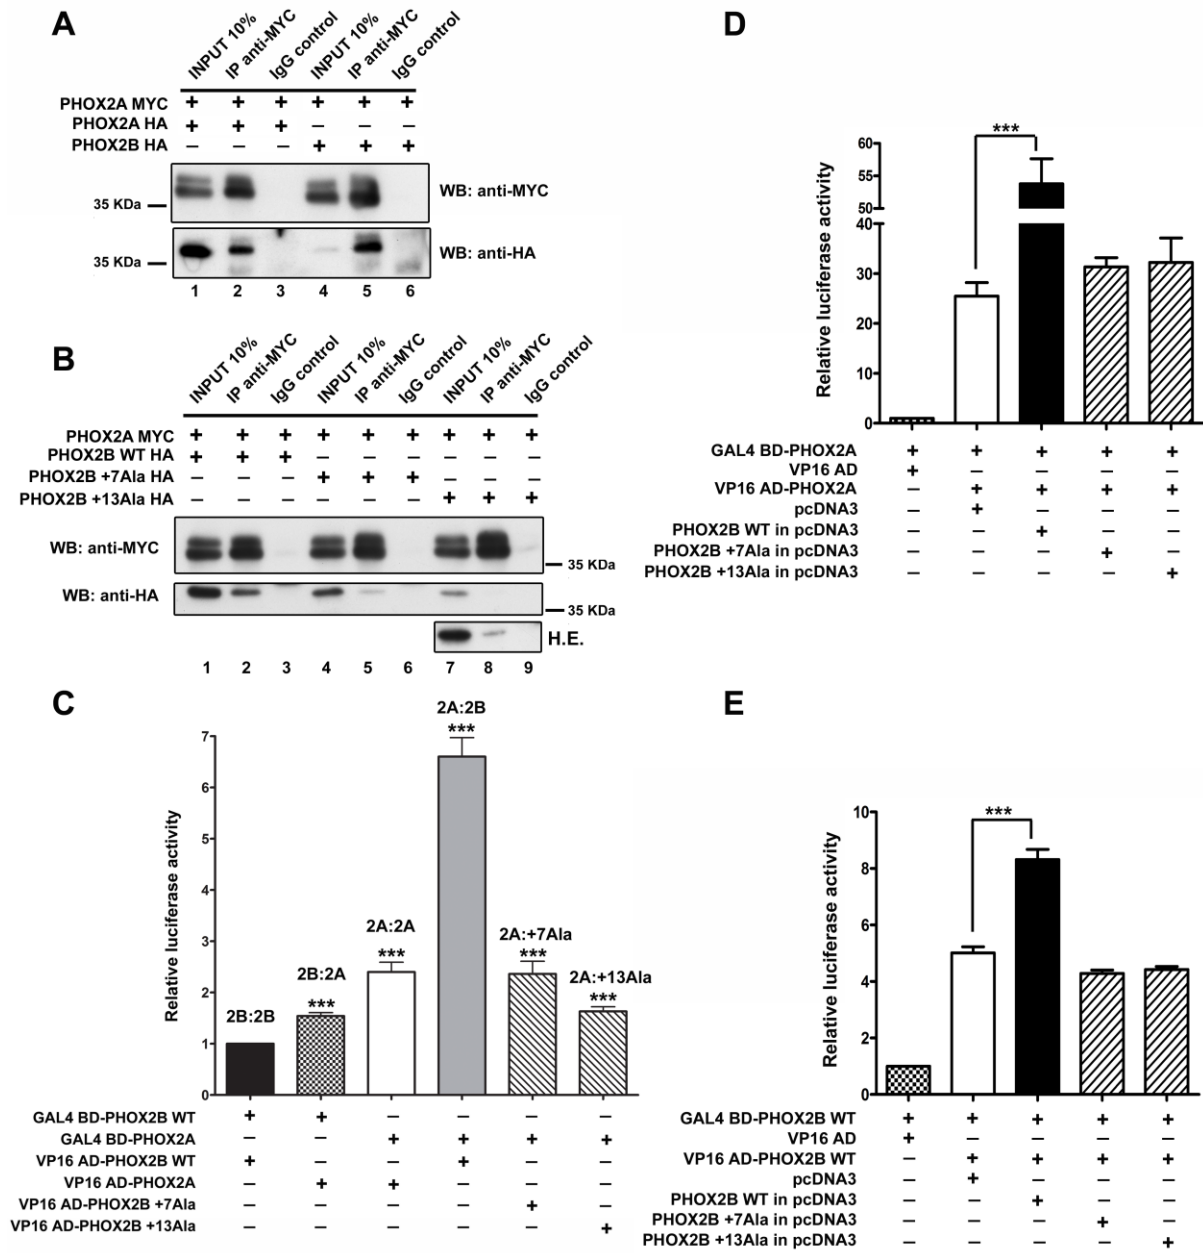 A
INPUT 10%
IP anti-MYC
IgG control
INPUT 10%
IP anti-MYC
IgG control
PHOX2A MYC + + + + + +
PHOX2A HA + + + – – –
PHOX2B HA – – – + + +
WB: anti-MYC
35 KDa
WB: anti-HA
35 KDa
1 2 3 4 5 6
B
INPUT 10%
IP anti-MYC
IgG control
INPUT 10%
IP anti-MYC
IgG control
INPUT 10%
IP anti-MYC
IgG control
PHOX2A MYC + + + + + + + + +
PHOX2B WT HA + + + – – – – – –
PHOX2B +7Ala HA – – – + + + – – –
PHOX2B +13Ala HA – – – – – – + + +
WB: anti-MYC
35 KDa
WB: anti-HA
35 KDa
H.E.
1 2 3 4 5 6 7 8 9
C
Relative luciferase activity
7
6
5
4
3
2
1
0
2B:2B
2B:2A
***
2A:2A
***
2A:2B
***
2A:+7Ala
***
2A:+13Ala
***
GAL4 BD-PHOX2B WT + + – – – –
GAL4 BD-PHOX2A – – + + + +
VP16 AD-PHOX2B WT + – – + – –
VP16 AD-PHOX2A – + + – – –
VP16 AD-PHOX2B +7Ala – – – – + –
VP16 AD-PHOX2B +13Ala – – – – – +
D
Relative luciferase activity
60
55
50
40
30
20
10
0
***
GAL4 BD-PHOX2A + + + + +
VP16 AD + – – – –
VP16 AD-PHOX2A – + + + +
pcDNA3 – + – – –
PHOX2B WT in pcDNA3 – – + – –
PHOX2B +7Ala in pcDNA3 – – – + –
PHOX2B +13Ala in pcDNA3 – – – – +
E
Relative luciferase activity
10
8
6
4
2
0
***
GAL4 BD-PHOX2B WT + + + + +
VP16 AD + – – – –
VP16 AD-PHOX2B WT – + + + +
pcDNA3 – + – – –
PHOX2B WT in pcDNA3 – – + – –
PHOX2B +7Ala in pcDNA3 – – – + –
PHOX2B +13Ala in pcDNA3 – – – – +